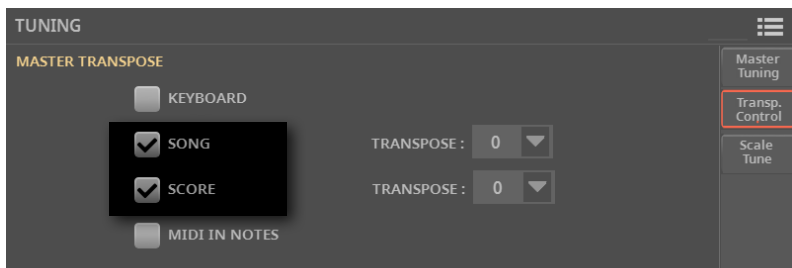 TUNING
MASTER TRANSPOSE
KEYBOARD
SONG TRANSPOSE : 0
SCORE TRANSPOSE : 0
MIDI IN NOTES
Master
Tuning
Transp.
Control
Scale
Tune